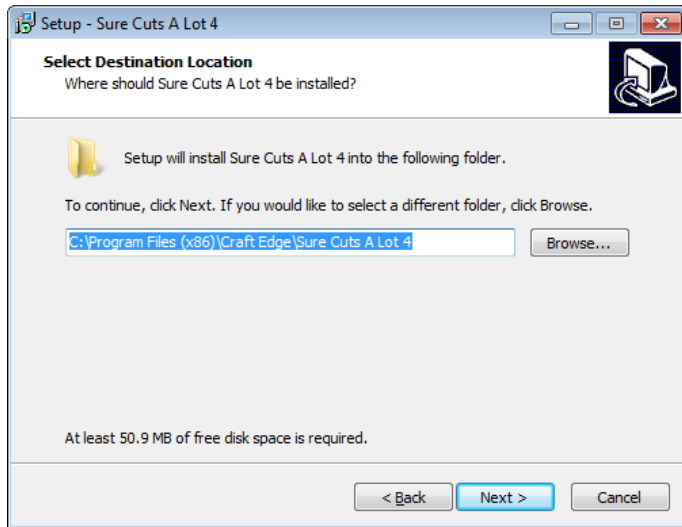 Setup - Sure Cuts A Lot 4
Select Destination Location
Where should Sure Cuts A Lot 4 be installed?
Setup will install Sure Cuts A Lot 4 into the following folder.
To continue, click Next. If you would like to select a different folder, click Browse.
C:\Program Files (x86)\Craft Edge\Sure Cuts A Lot 4
Browse...
At least 50.9 MB of free disk space is required.
< Back Next > Cancel